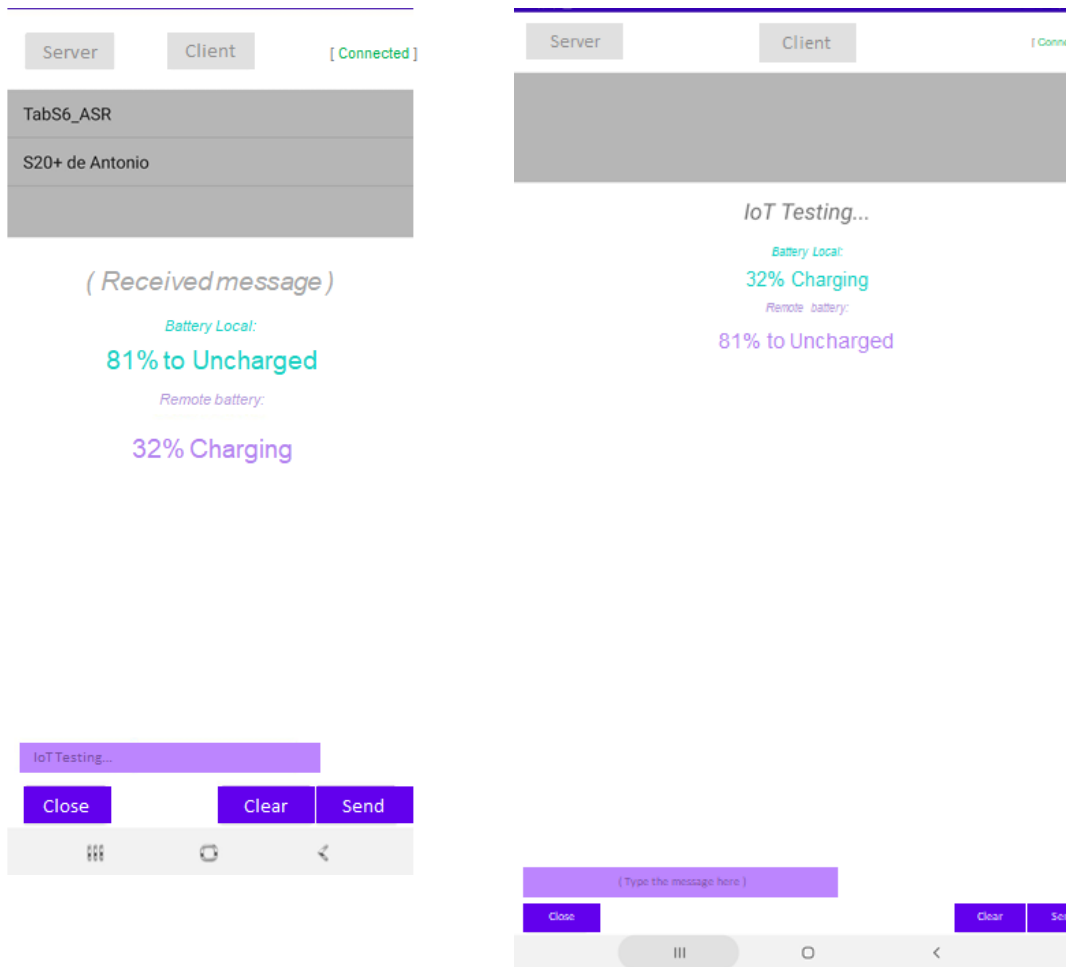 Server Client [ Connected ]
TabS6_ASR
S20+ de Antonio
( Received message )
Battery Local:
81% to Uncharged
Remote battery:
32% Charging
IoT Testing...
Close Clear Send
Server Client [ Conne
IoT Testing...
Battery Local:
32% Charging
Remote battery:
81% to Uncharged
( Type the message here )
Close Clear Se